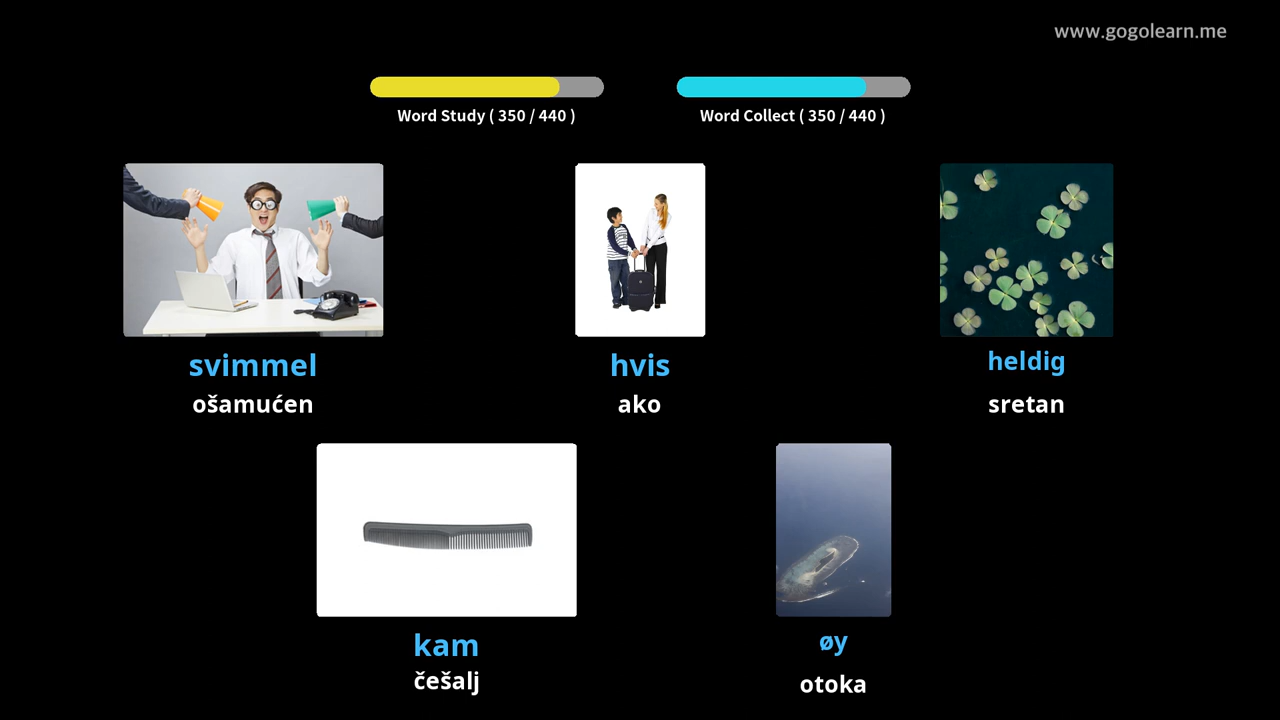 www.gogolearn.me
Word Study ( 350 / 440 )
Word Collect ( 350 / 440 )
svimmel
ošamućen
hvis
ako
heldig
sretan
kam
češalj
øy
otoka